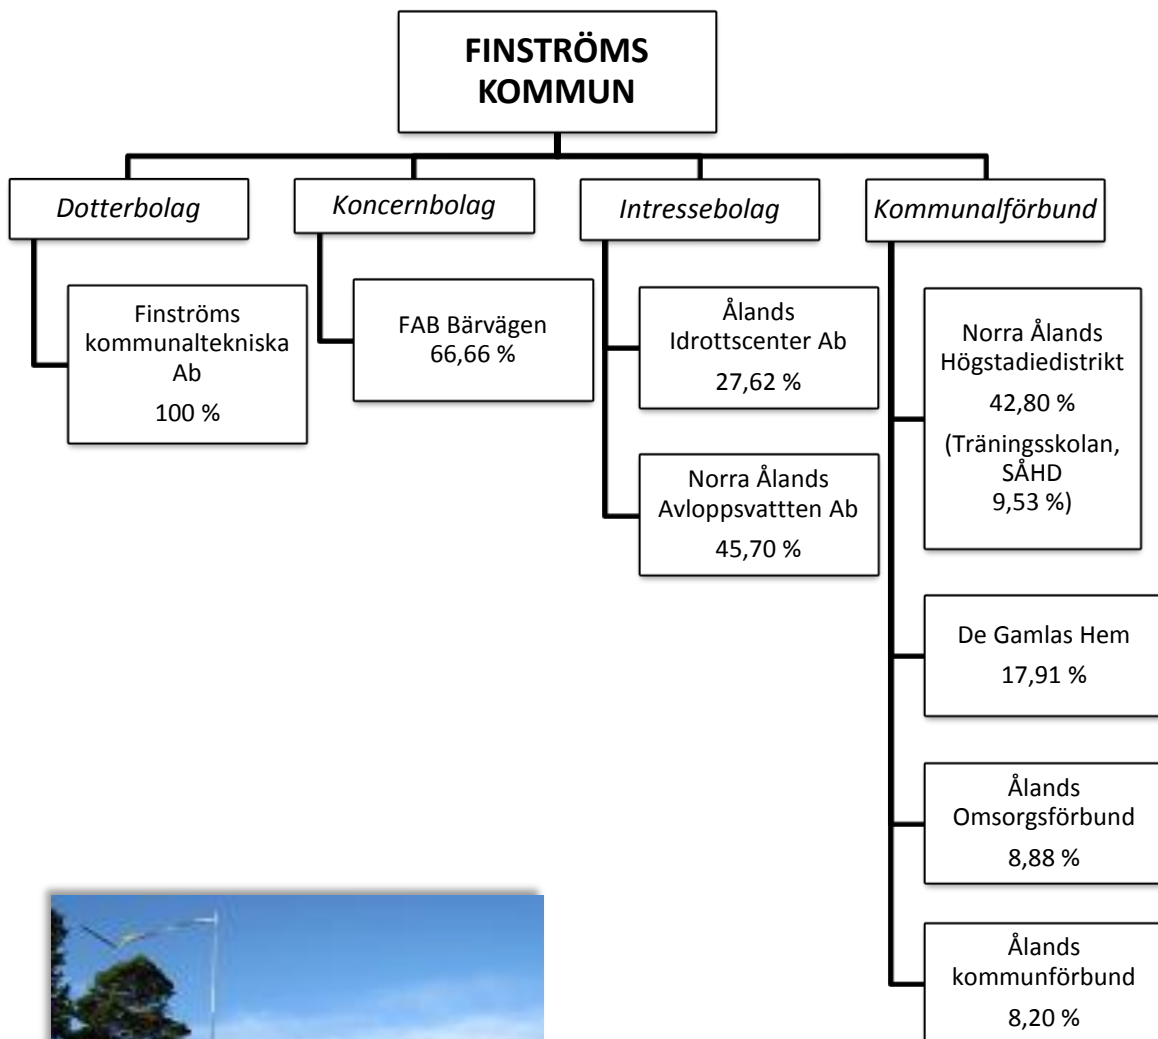 FINSTRÖMS
KOMMUN
Dotterbolag
Koncernbolag
Intressebolag
Kommunalförbund
Finströms
kommunaltekniska
Ab
100 %
FAB Bärvägen
66,66 %
Ålands
Idrottscenter Ab
27,62 %
Norra Ålands
Avloppsvattten Ab
45,70 %
Norra Ålands
Högstadiedistrikt
42,80 %
(Träningsskolan,
SÅHD
9,53 %)
De Gamlas Hem
17,91 %
Ålands
Omsorgsförbund
8,88 %
Ålands
kommunförbund
8,20 %